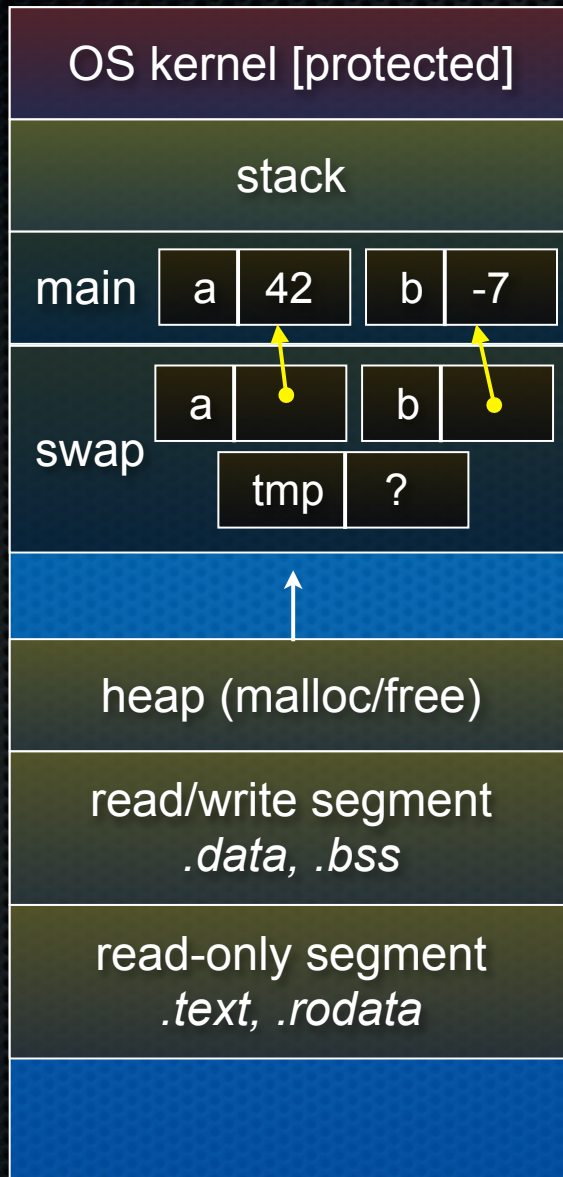 OS kernel [protected]
stack
main a 42 b -7
a b
swap
tmp ?
heap (malloc/free)
read/write segment
.data, .bss
read-only segment
.text, .rodata